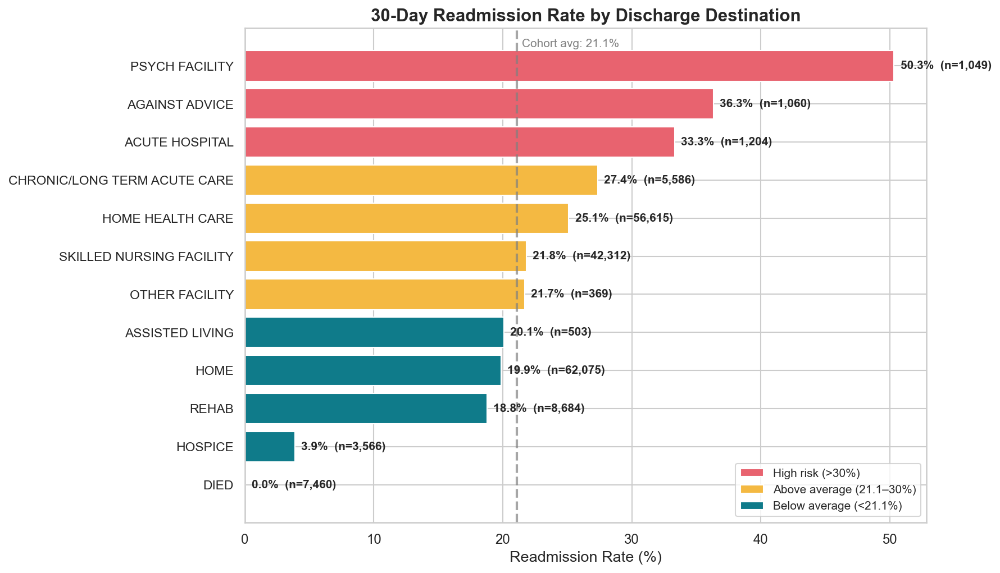 30-Day Readmission Rate by Discharge Destination
Cohort avg: 21.1%
PSYCH FACILITY 50.3% (n=1,049)
AGAINST ADVICE 36.3% (n=1,060)
ACUTE HOSPITAL 33.3% (n=1,204)
CHRONIC/LONG TERM ACUTE CARE 27.4% (n=5,586)
HOME HEALTH CARE 25.1% (n=56,615)
SKILLED NURSING FACILITY 21.8% (n=42,312)
OTHER FACILITY 21.7% (n=369)
ASSISTED LIVING 20.1% (n=503)
HOME 19.9% (n=62,075)
REHAB 18.8% (n=8,684)
HOSPICE 3.9% (n=3,566)
DIED 0.0% (n=7,460)
High risk (>30%)
Above average (21.1–30%)
Below average (<21.1%)
0 10 20 30 40 50
Readmission Rate (%)